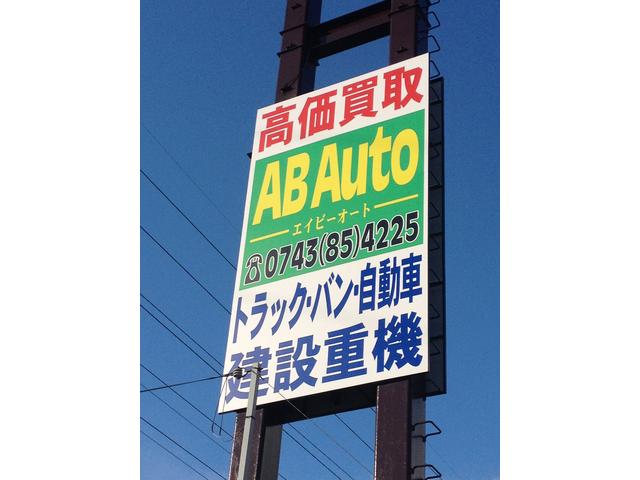 高価買取
AB Auto
エイビーオート
☎0743(85)4225
トラック・バン・自動車
建設重機